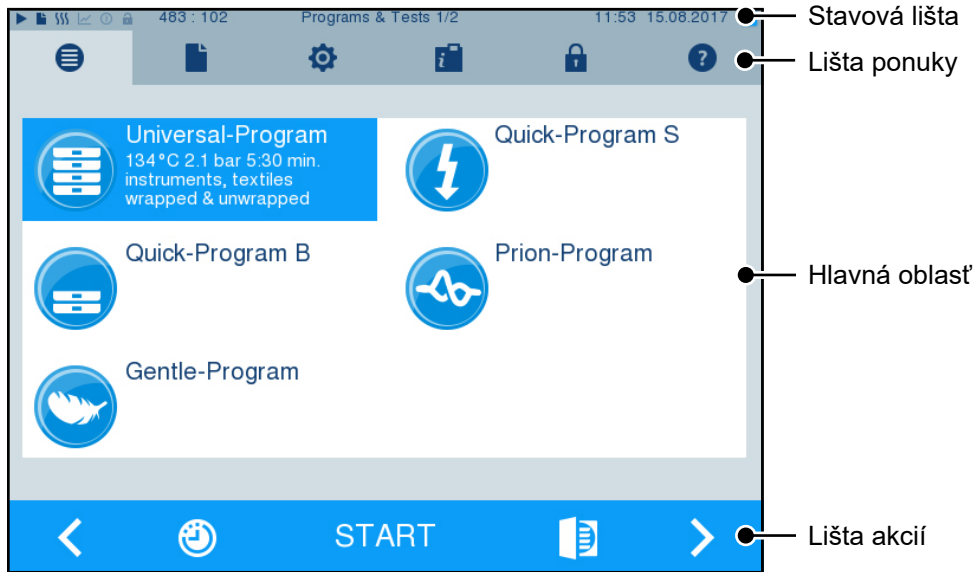 483 : 102 Programs & Tests 1/2 11:53 15.08.2017
Stavová lišta
Lišta ponuky
Universal-Program
134°C 2.1 bar 5:30 min.
instruments, textiles
wrapped & unwrapped
Quick-Program S
Quick-Program B
Prion-Program
Hlavná oblasť
Gentle-Program
START
Lišta akcií